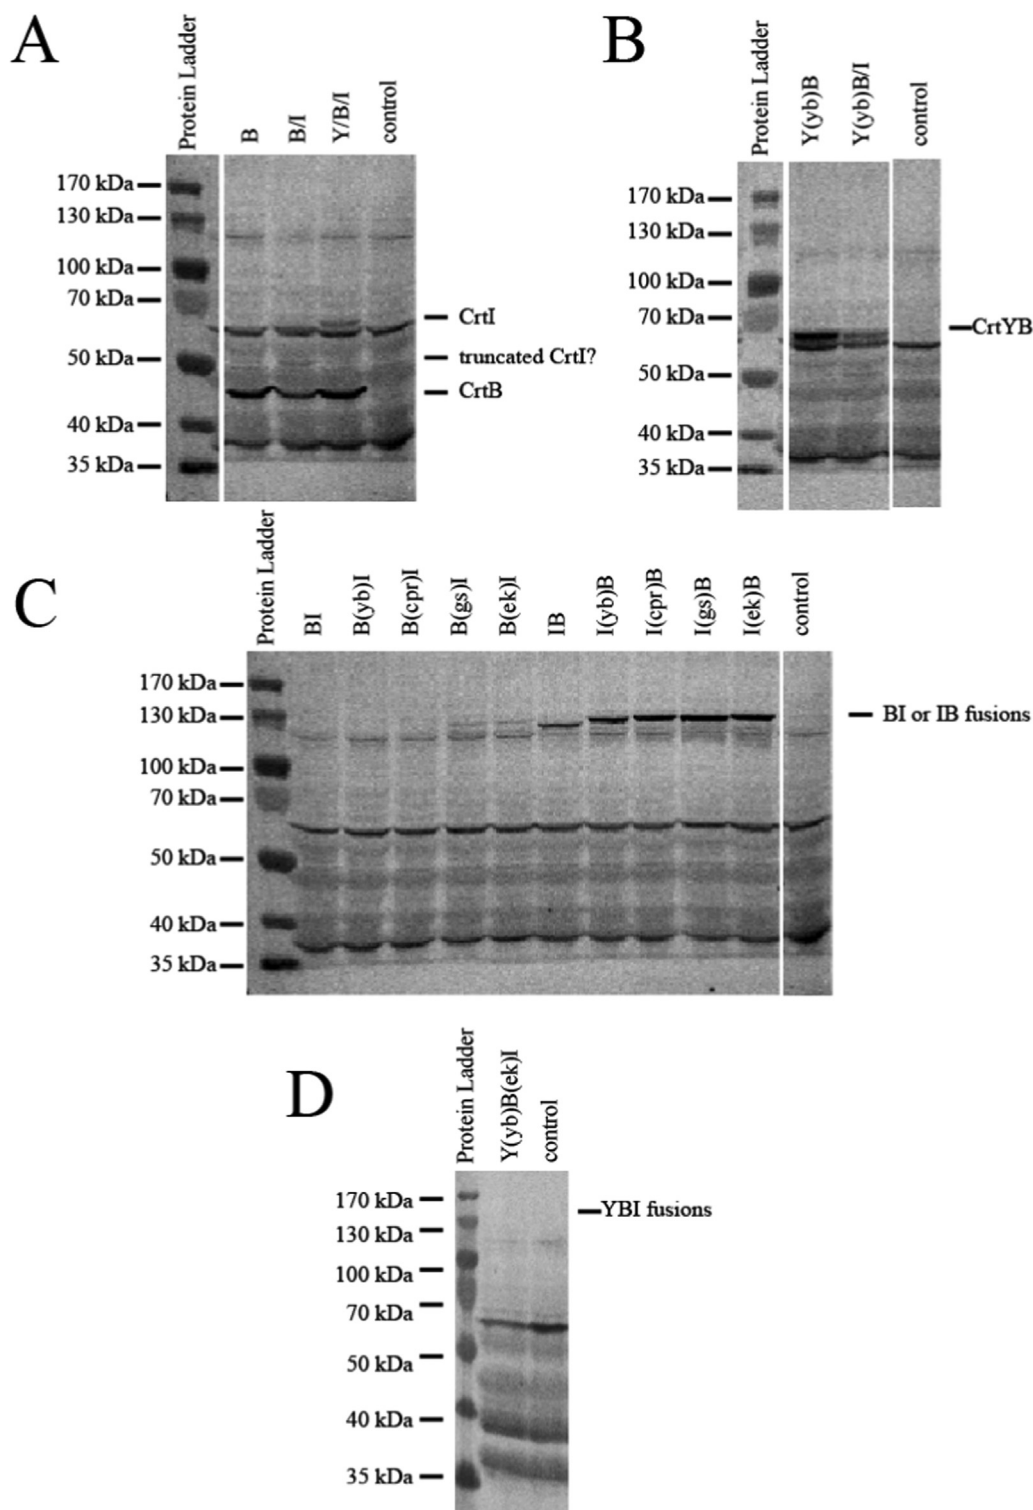 A
Protein Ladder
B
B/I
Y/B/I
control
170 kDa
130 kDa
100 kDa
70 kDa
50 kDa
40 kDa
35 kDa
CrtI
truncated CrtI?
CrtB
B
Protein Ladder
Y(yb)B
Y(yb)B/I
control
170 kDa
130 kDa
100 kDa
70 kDa
50 kDa
40 kDa
35 kDa
CrtYB
C
Protein Ladder
BI
B(yb)I
B(cpr)I
B(gs)I
B(ek)I
IB
I(yb)B
I(cpr)B
I(gs)B
I(ek)B
control
170 kDa
130 kDa
100 kDa
70 kDa
50 kDa
40 kDa
35 kDa
BI or IB fusions
D
Protein Ladder
Y(yb)B(ek)I
control
170 kDa
130 kDa
100 kDa
70 kDa
50 kDa
40 kDa
35 kDa
YBI fusions